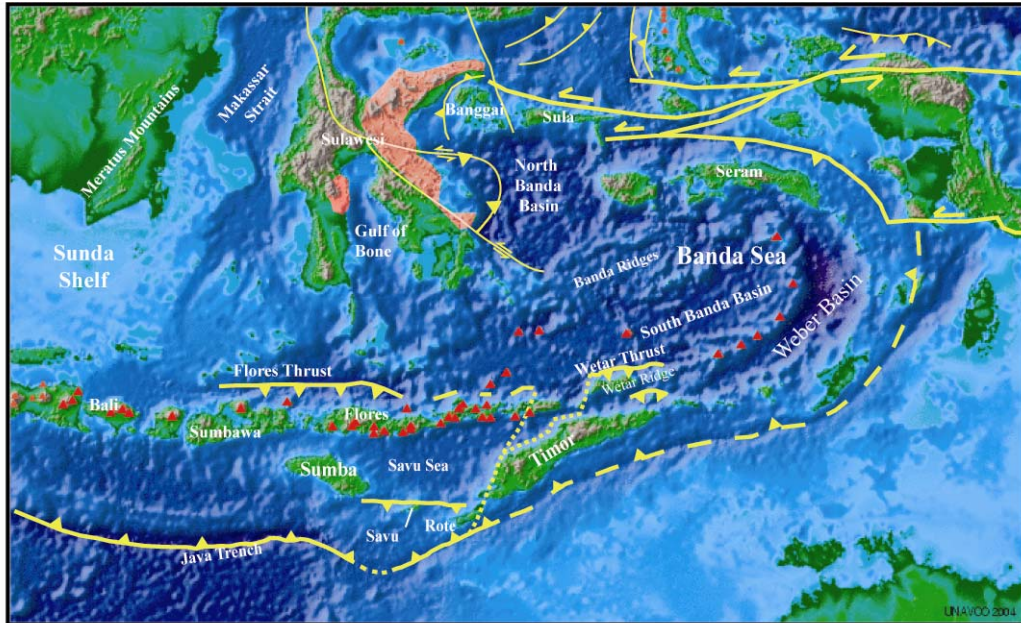 Meratus Mountains
Makassar
Strait
Banggai
Sula
Sulawesi
North
Banda
Basin
Seram
Gulf of
Bone
Sunda
Shelf
Banda Sea
Banda Ridges
South Banda Basin
Weber Basin
Flores Thrust
Wetar Thrust
Wetar Ridge
Bali
Sumbawa
Flores
Timor
Sumba
Savu Sea
Savu
Rote
Java Trench
UNAVCO 2004